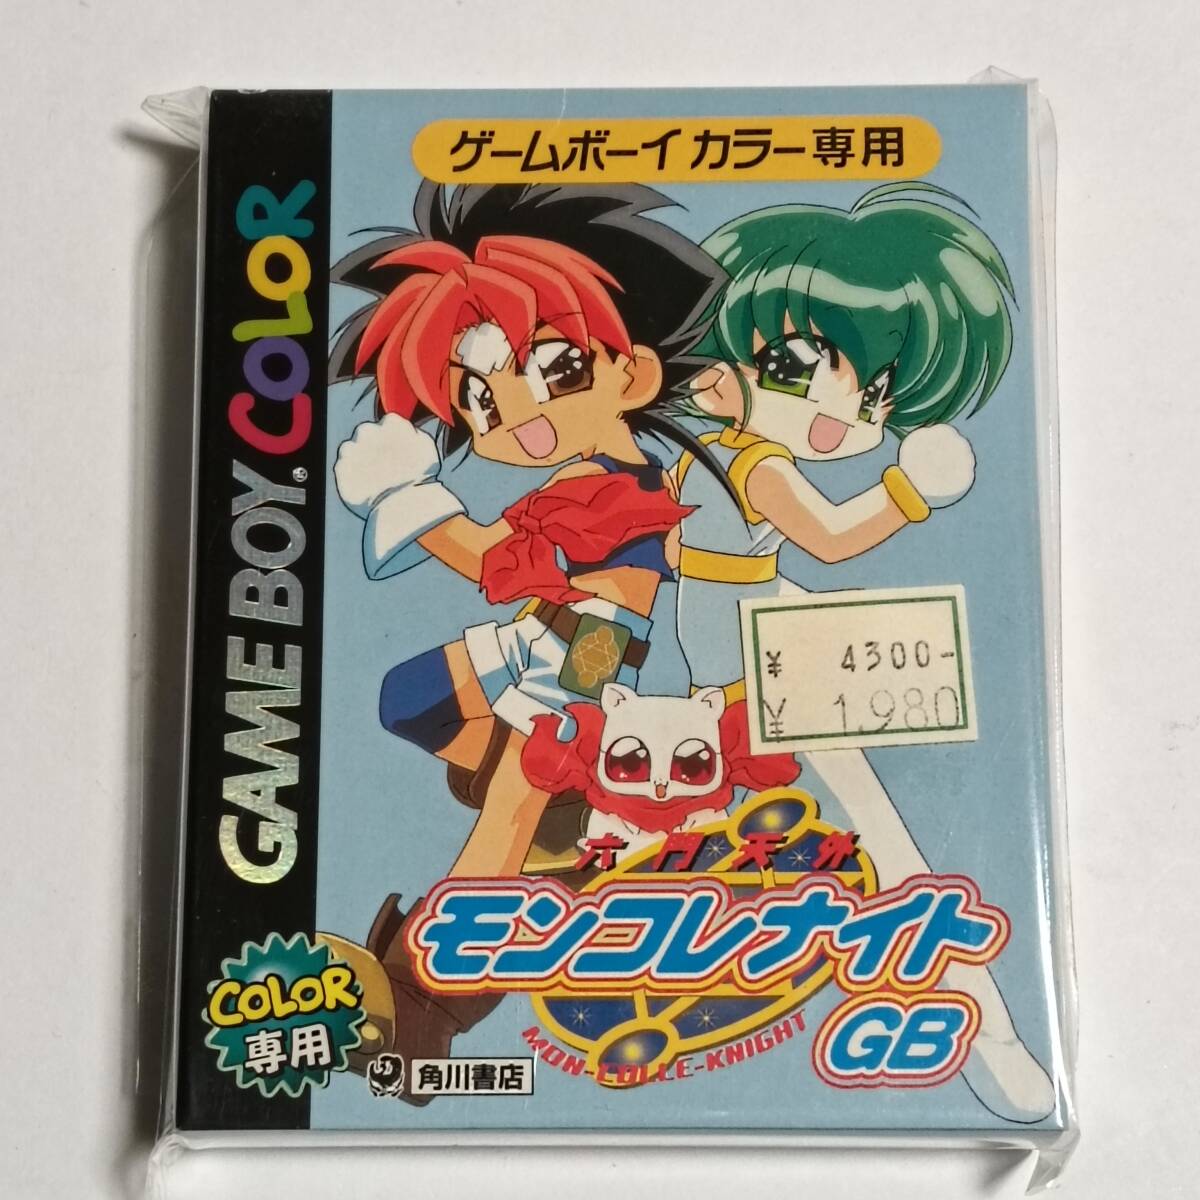 ゲームボーイ カラー専用
GAME BOY COLOR
¥ 4300-
¥ 1,980
六門天外
モンコレナイト
GB
MON-COLLE-KNIGHT
COLOR
専用
角川書店